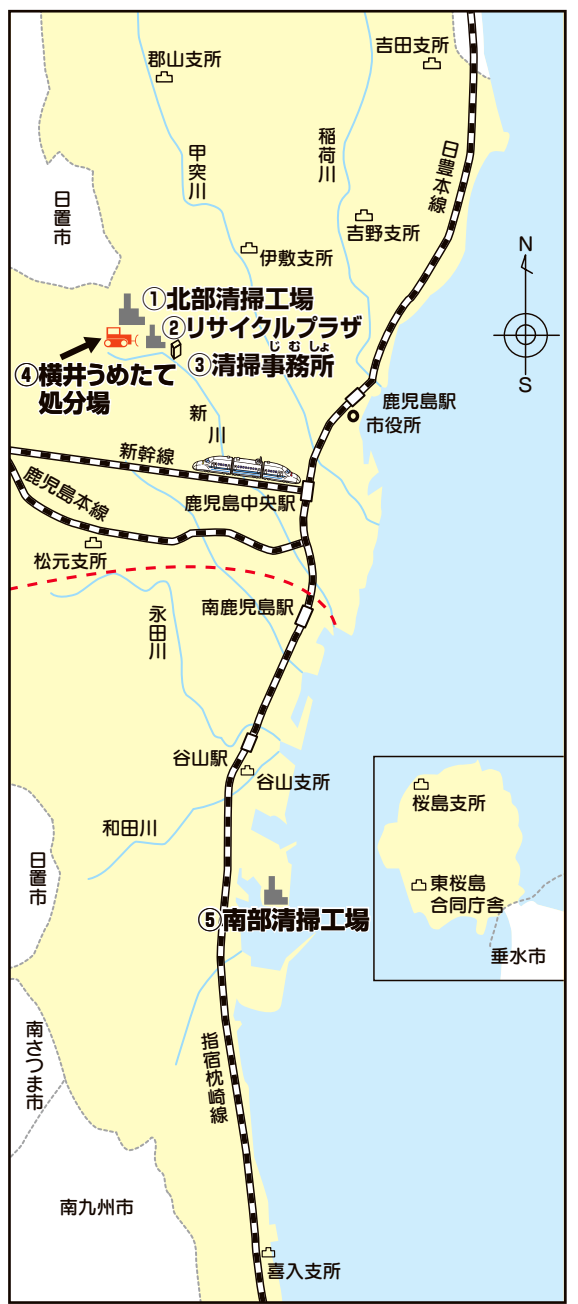 郡山支所
吉田支所
甲突川
稲荷川
日豊本線
日置市
吉野支所
伊敷支所
N
S
①北部清掃工場
②リサイクルプラザ
じむしょ
③清掃事務所
④横井うめたて
処分場
鹿児島駅
市役所
新川
新幹線
鹿児島本線
鹿児島中央駅
松元支所
南鹿児島駅
永田川
谷山駅
谷山支所
和田川
日置市
桜島支所
東桜島
合同庁舎
垂水市
⑤南部清掃工場
南さつま市
指宿枕崎線
南九州市
喜入支所